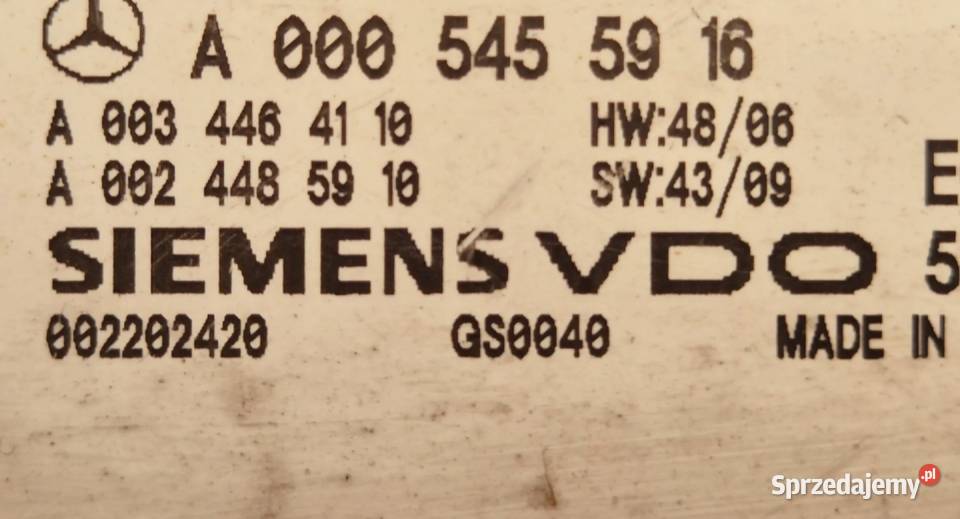 A 000 545 59 16
A 003 446 41 10 HW:48/06
A 002 448 59 10 SW:43/09
E
SIEMENS VDO 5
002202420 GS0040 MADE IN
Sprzedajemy.pl